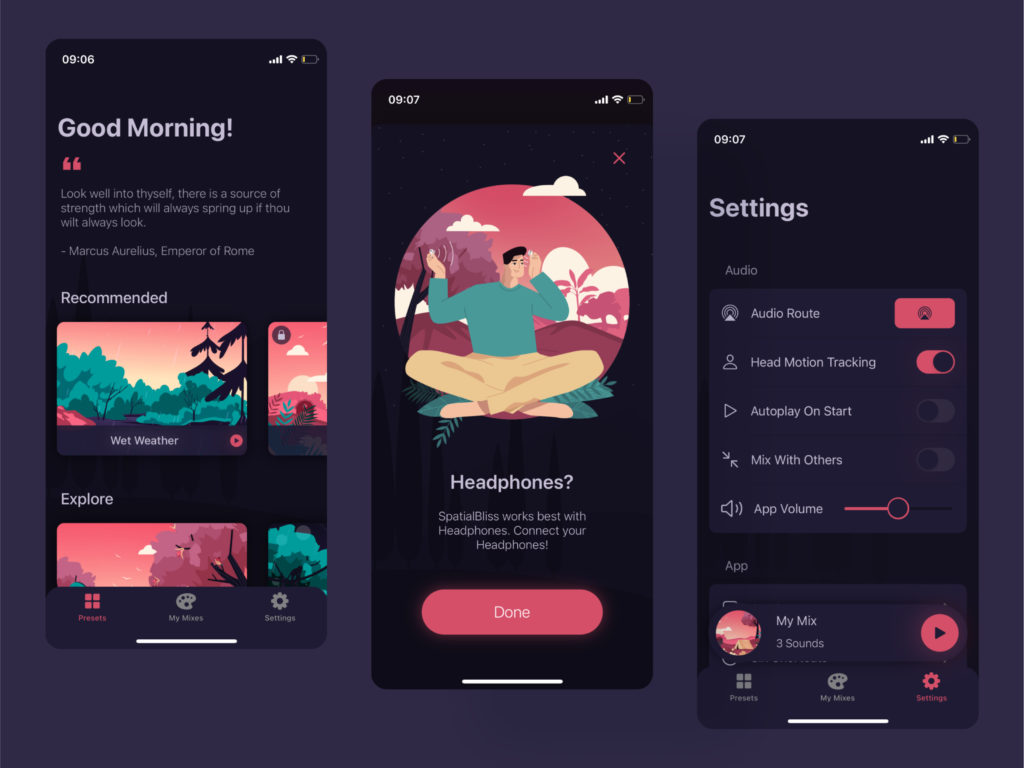 09:06
Good Morning!
Look well into thyself, there is a source of
strength which will always spring up if thou
wilt always look.
- Marcus Aurelius, Emperor of Rome
Recommended
Wet Weather
Explore
Presets
My Mixes
Settings
09:07
Headphones?
SpatialBliss works best with
Headphones. Connect your
Headphones!
Done
09:07
Settings
Audio
Audio Route
Head Motion Tracking
Autoplay On Start
Mix With Others
App Volume
App
My Mix
3 Sounds
Presets
My Mixes
Settings